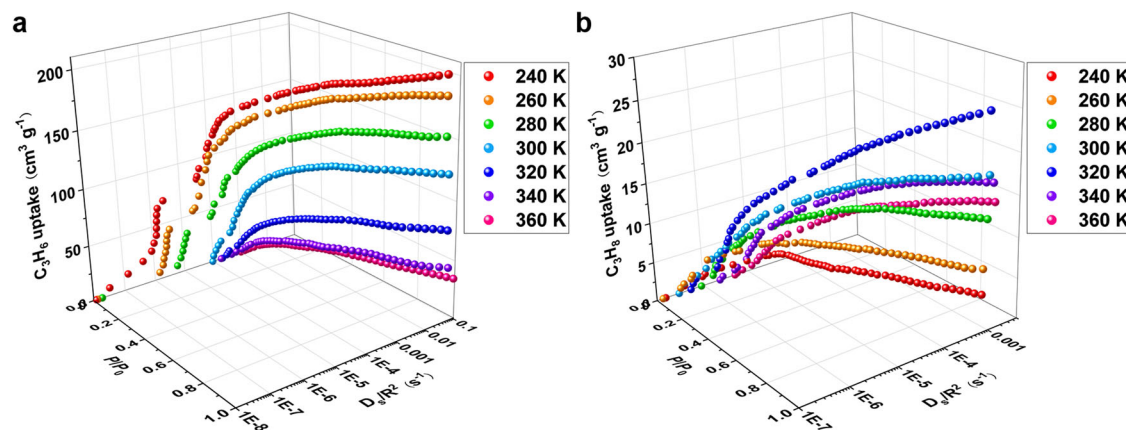 a
C₃H₆ uptake (cm³ g⁻¹)
200
150
100
50
0
0.0
0.2
0.4
0.6
0.8
1.0
P/P₀
1E-8
1E-7
1E-6
1E-5
1E-4
0.001
0.01
0.1
Dₛ/R² (s⁻¹)
240 K
260 K
280 K
300 K
320 K
340 K
360 K
b
C₃H₈ uptake (cm³ g⁻¹)
30
25
20
15
10
5
0
0.0
0.2
0.4
0.6
0.8
1.0
P/P₀
1E-7
1E-6
1E-5
1E-4
0.001
Dₛ/R² (s⁻¹)
240 K
260 K
280 K
300 K
320 K
340 K
360 K